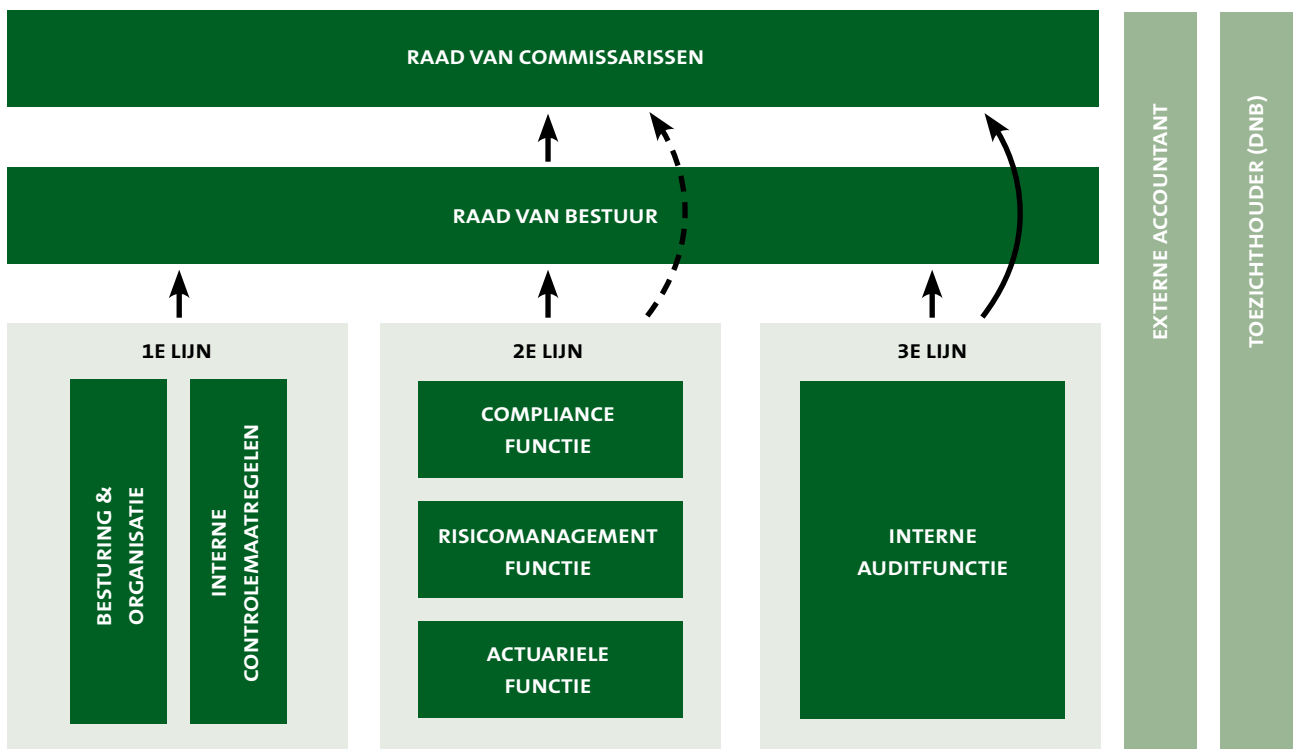 RAAD VAN COMMISSARISSEN
RAAD VAN BESTUUR
1E LIJN
BESTURING &
ORGANISATIE
INTERNE
CONTROLEMAATREGELEN
2E LIJN
COMPLIANCE
FUNCTIE
RISICOMANAGEMENT
FUNCTIE
ACTUARIELE
FUNCTIE
3E LIJN
INTERNE
AUDITFUNCTIE
EXTERNE ACCOUNTANT
TOEZICHTHOUDER (DNB)